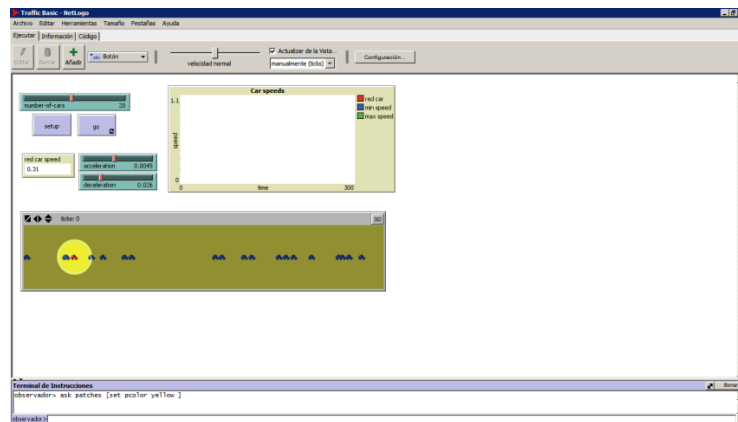 Traffic Basic - NetLogo
Archivo Editar Herramientas Tamaño Pestañas Ayuda
Ejecutar Información Código
Editar Borrar Añadir abc Botón velocidad normal Actualizar de la Vista... manualmente (ticks) Configuración...
number-of-cars 20
setup go
red car speed
0.31
acceleration 0.0045
deceleration 0.026
Car speeds
1.1
speed
0
0 time 300
red car
min speed
max speed
ticks: 0 3D
Terminal de Instrucciones Borrar
observador> ask patches [set pcolor yellow ]
observador>